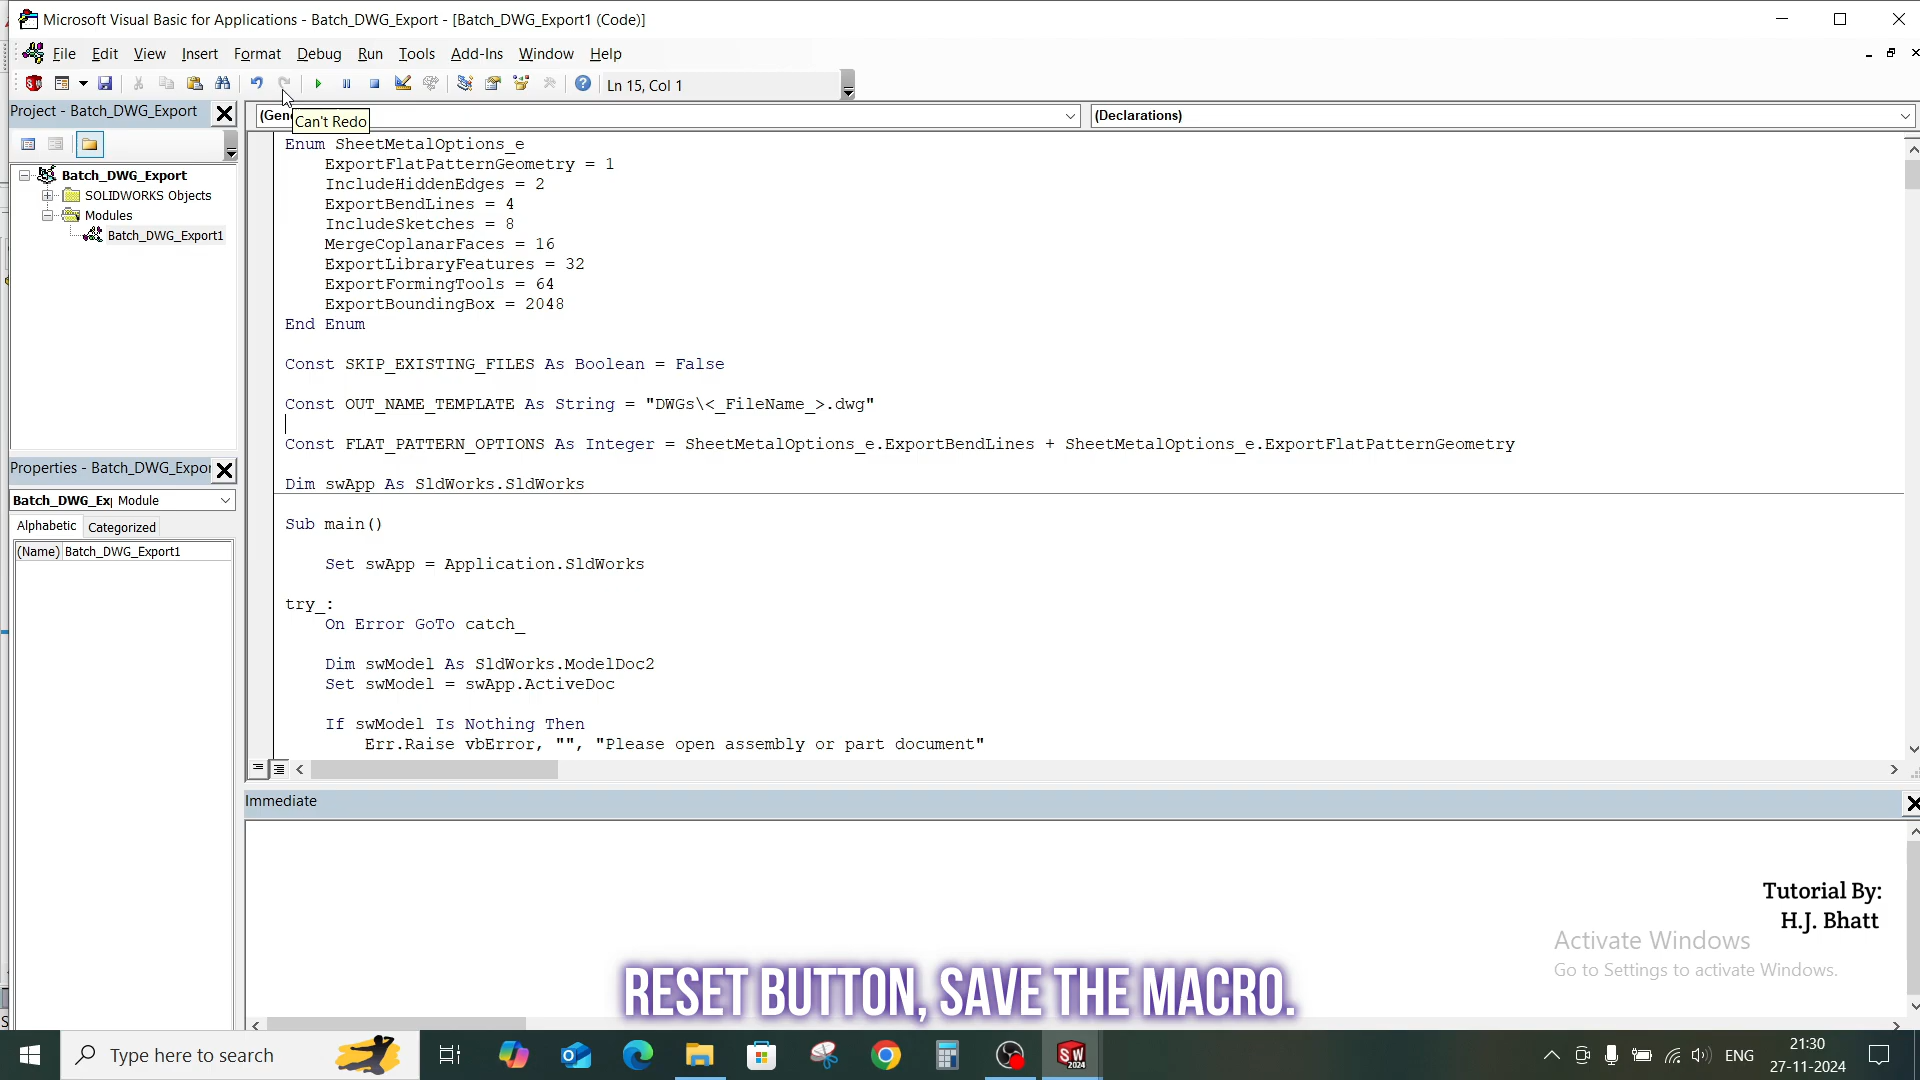 Microsoft Visual Basic for Applications - Batch_DWG_Export - [Batch_DWG_Export1 (Code)]
File Edit View Insert Format Debug Run Tools Add-Ins Window Help
Ln 15, Col 1
Project - Batch_DWG_Export
(Gene
Can't Redo
(Declarations)
Batch_DWG_Export
SOLIDWORKS Objects
Modules
Batch_DWG_Export1
Enum SheetMetalOptions_e
ExportFlatPatternGeometry = 1
IncludeHiddenEdges = 2
ExportBendLines = 4
IncludeSketches = 8
MergeCoplanarFaces = 16
ExportLibraryFeatures = 32
ExportFormingTools = 64
ExportBoundingBox = 2048
End Enum
Const SKIP_EXISTING_FILES As Boolean = False
Const OUT_NAME_TEMPLATE As String = "DWGs\<_FileName_>.dwg"
Const FLAT_PATTERN_OPTIONS As Integer = SheetMetalOptions_e.ExportBendLines + SheetMetalOptions_e.ExportFlatPatternGeometry
Dim swApp As SldWorks.SldWorks
Sub main()
Set swApp = Application.SldWorks
try_:
On Error GoTo catch_
Dim swModel As SldWorks.ModelDoc2
Set swModel = swApp.ActiveDoc
If swModel Is Nothing Then
Err.Raise vbError, "", "Please open assembly or part document"
Properties - Batch_DWG_Expor
Batch_DWG_Ex Module
Alphabetic Categorized
(Name) Batch_DWG_Export1
Immediate
Tutorial By:
H.J. Bhatt
Activate Windows
Go to Settings to activate Windows.
RESET BUTTON, SAVE THE MACRO.
Type here to search
SW
2024
ENG
21:30
27-11-2024